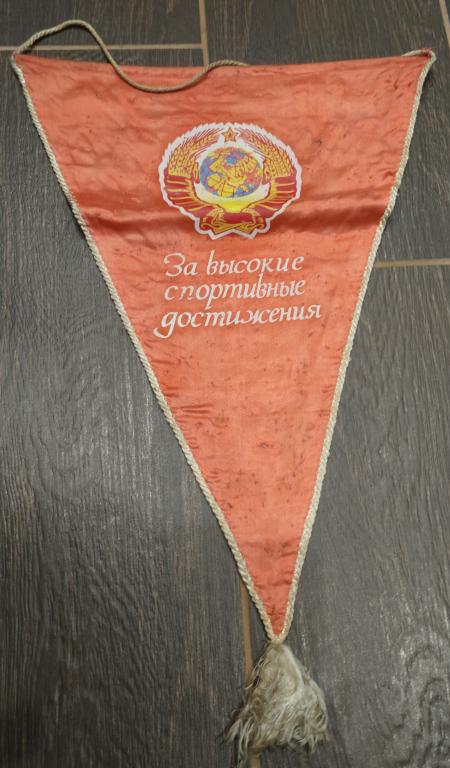 За высокие
спортивные
достижения